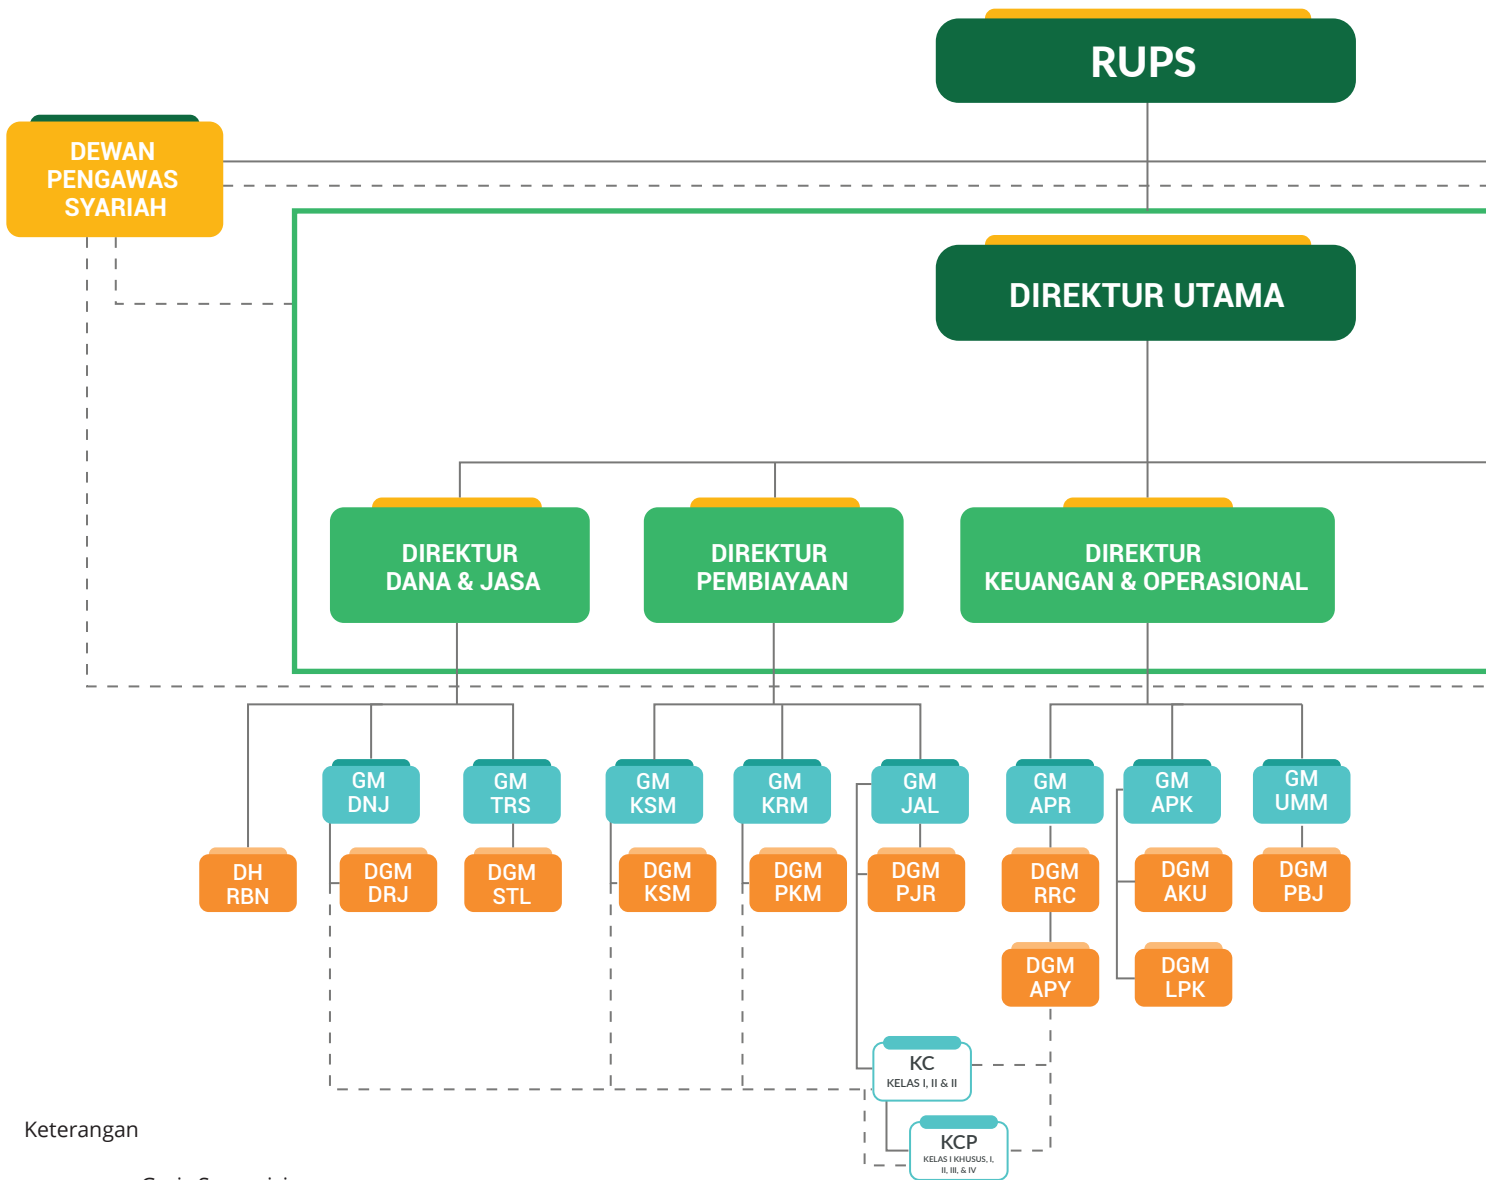 RUPS
DEWAN
PENGAWAS
SYARIAH
DIREKTUR UTAMA
DIREKTUR
DANA & JASA
DIREKTUR
PEMBIAYAAN
DIREKTUR
KEUANGAN & OPERASIONAL
GM
DNJ
GM
TRS
GM
KSM
GM
KRM
GM
JAL
GM
APR
GM
APK
GM
UMM
DH
RBN
DGM
DRJ
DGM
STL
DGM
KSM
DGM
PKM
DGM
PJR
DGM
RRC
DGM
AKU
DGM
PBJ
DGM
APY
DGM
LPK
KC
KELAS I, II & II
KCP
KELAS I KHUSUS, I,
II, III, & IV
Keterangan